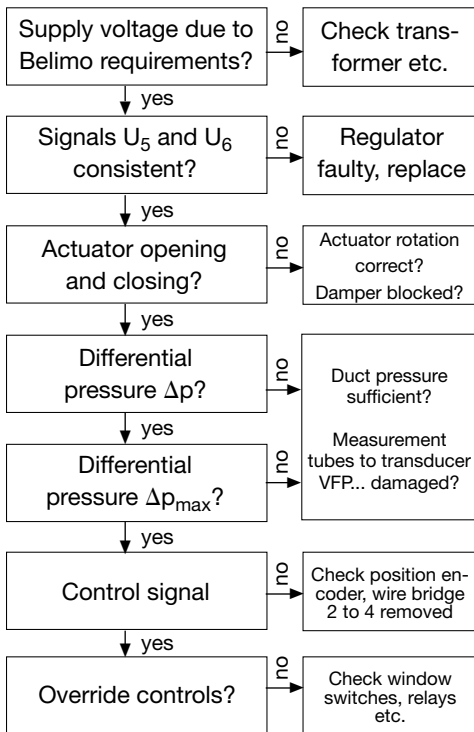 Supply voltage due to
Belimo requirements?
no
Check trans-
former etc.
yes
Signals U5 and U6
consistent?
no
Regulator
faulty, replace
yes
Actuator opening
and closing?
no
Actuator rotation
correct?
Damper blocked?
yes
Differential
pressure Δp?
no
Duct pressure
sufficient?
Measurement
tubes to transducer
VFP... damaged?
yes
Differential
pressure Δpmax?
no
yes
Control signal
no
Check position en-
coder, wire bridge
2 to 4 removed
yes
Override controls?
no
Check window
switches, relays
etc.